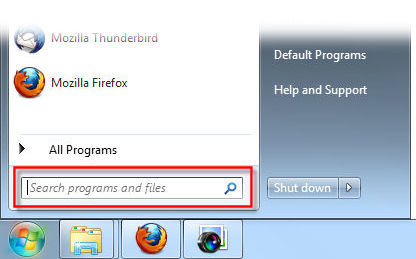 Mozilla Thunderbird
Mozilla Firefox
All Programs
Search programs and files
Default Programs
Help and Support
Shut down